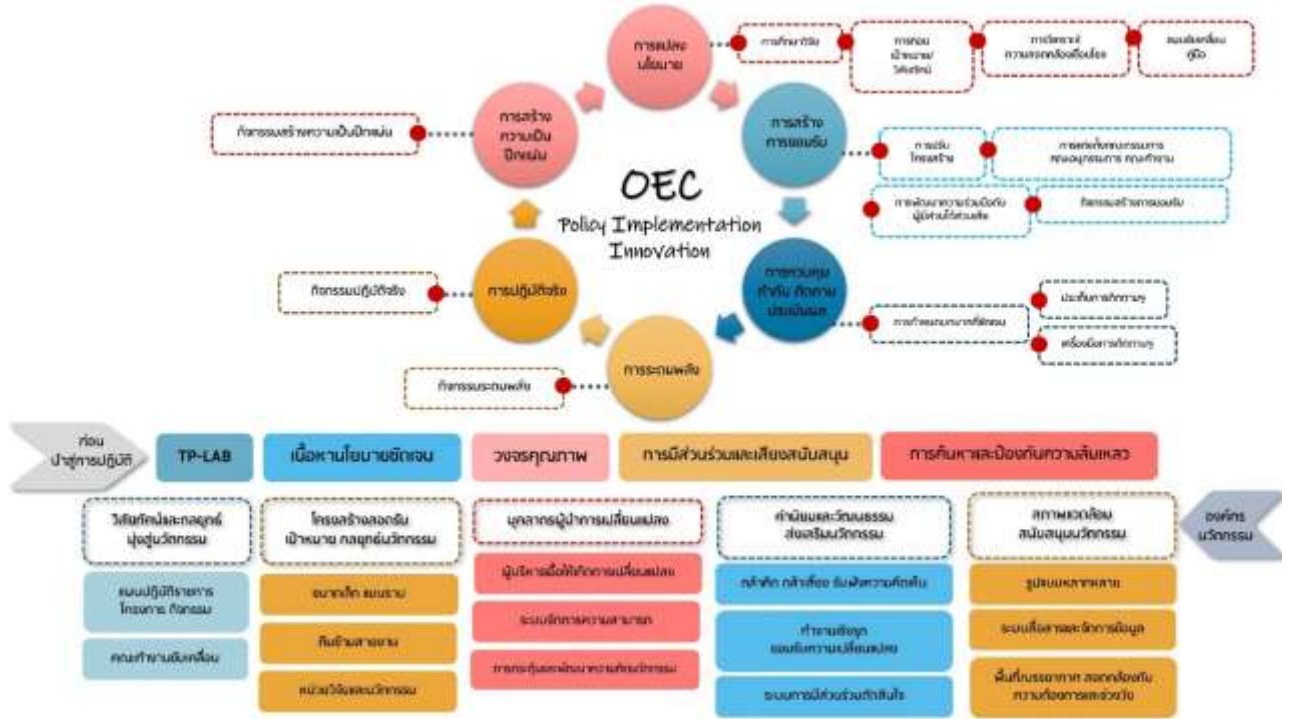 การแปลง
นโยบาย
การศึกษาวิจัย
การถอน
เป้าหมาย/
วิสัยทัศน์
การวิเคราะห์
ความสอดคล้องเชื่อมโยง
แผนขับเคลื่อน
คู่มือ
การสร้าง
ความเป็น
ปึกแผ่น
กิจกรรมสร้างความเป็นปึกแผ่น
การสร้าง
การยอมรับ
การปรับ
โครงสร้าง
การแต่งตั้งคณะกรรมการ
คณะอนุกรรมการ คณะทำงาน
การพัฒนาความร่วมมือกับ
ผู้มีส่วนได้ส่วนเสีย
กิจกรรมสร้างการยอมรับ
OEC
Policy Implementation
Innovation
การปฏิบัติจริง
กิจกรรมปฏิบัติจริง
การควบคุม
กำกับ ติดตาม
ประเมินผล
การกำหนดบทบาทที่ชัดเจน
ประเด็นการติดตามฯ
เครื่องมือการติดตามฯ
การระดมพลัง
กิจกรรมระดมพลัง
ก่อน
นำสู่การปฏิบัติ
TP-LAB
เนื้อหานโยบายชัดเจน
วงจรคุณภาพ
การมีส่วนร่วมและเสียงสนับสนุน
การค้นหาและป้องกันความล้มเหลว
วิสัยทัศน์และกลยุทธ์
มุ่งสู่นวัตกรรม
โครงสร้างสอดรับ
เป้าหมาย กลยุทธ์นวัตกรรม
บุคลากรผู้นำการเปลี่ยนแปลง
ค่านิยมและวัฒนธรรม
ส่งเสริมนวัตกรรม
สภาพแวดล้อม
สนับสนุนนวัตกรรม
องค์กร
นวัตกรรม
แผนปฏิบัติราชการ
โครงการ กิจกรรม
คณะทำงานขับเคลื่อน
ขนาดเล็ก แบนราบ
ทีมข้ามสายงาน
หน่วยวิจัยและนวัตกรรม
ผู้บริหารเอื้อให้เกิดการเปลี่ยนแปลง
ระบบจัดการความสามารถ
การกระตุ้นและพัฒนาความคิดนวัตกรรม
กล้าคิด กล้าเสี่ยง รับฟังความคิดเห็น
ทำงานเชิงรุก
ยอมรับความเปลี่ยนแปลง
ระบบการมีส่วนร่วมตัดสินใจ
รูปแบบหลากหลาย
ระบบสื่อสารและจัดการข้อมูล
พื้นที่/บรรยากาศ สอดคล้องกับ
ความต้องการและช่วงวัย